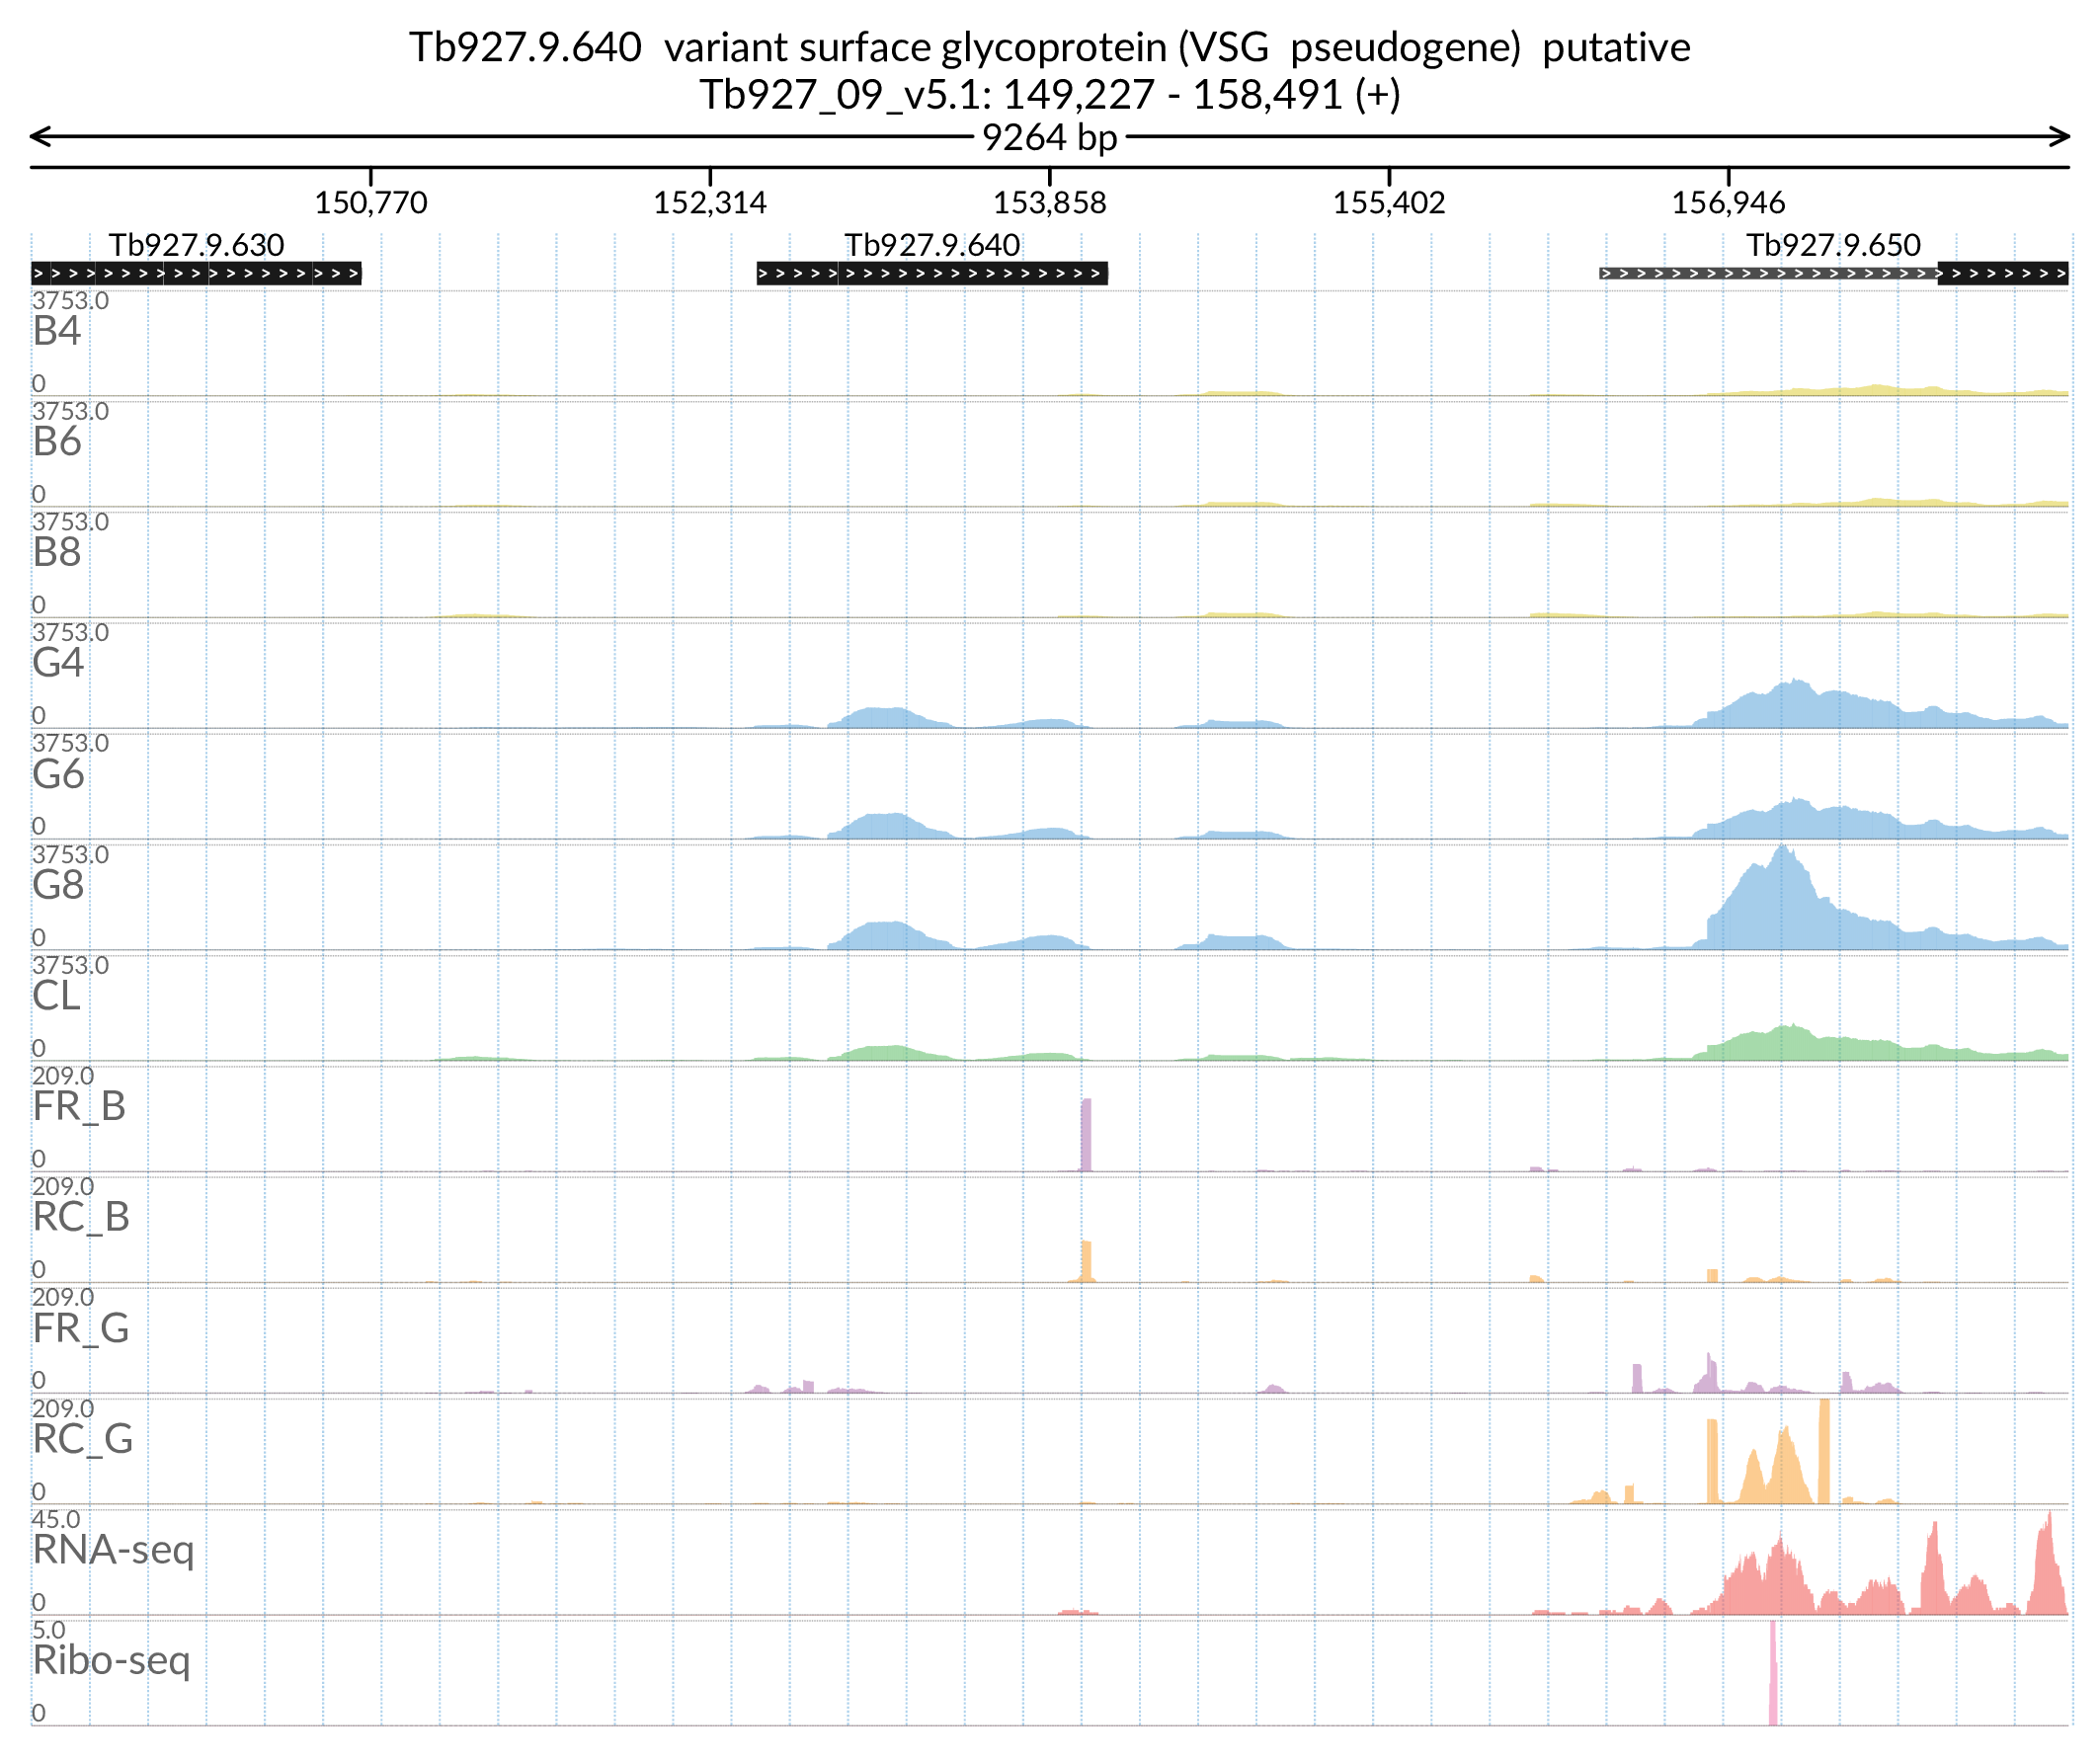 Tb927.9.640 variant surface glycoprotein (VSG pseudogene) putative
Tb927_09_v5.1: 149,227 - 158,491 (+)
9264 bp
150,770 152,314 153,858 155,402 156,946
Tb927.9.630 Tb927.9.640 Tb927.9.650
3753.0
B4
0
3753.0
B6
0
3753.0
B8
0
3753.0
G4
0
3753.0
G6
0
3753.0
G8
0
3753.0
CL
0
209.0
FR_B
0
209.0
RC_B
0
209.0
FR_G
0
209.0
RC_G
0
45.0
RNA-seq
0
5.0
Ribo-seq
0